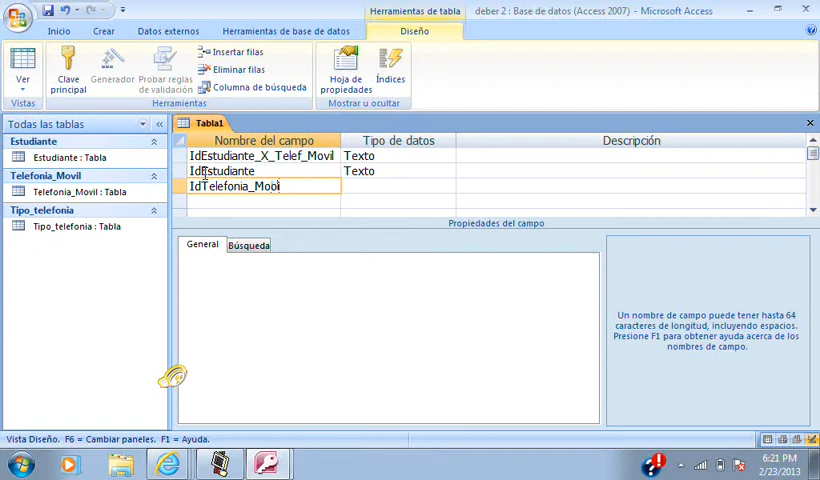 Herramientas de tabla
deber 2 : Base de datos (Access 2007) - Microsoft Access
Inicio
Crear
Datos externos
Herramientas de base de datos
Diseño
Ver
Clave principal
Generador
Probar reglas de validación
Insertar filas
Eliminar filas
Columna de búsqueda
Hoja de propiedades
Índices
Vistas
Herramientas
Mostrar u ocultar
Todas las tablas
Estudiante
Estudiante : Tabla
Telefonia_Movil
Telefonia_Movil : Tabla
Tipo_telefonia
Tipo_telefonia : Tabla
Tabla1
Nombre del campo
Tipo de datos
Descripción
IdEstudiante_X_Telef_Movil
Texto
IdEstudiante
Texto
IdTelefonia_Mobi
Propiedades del campo
General
Búsqueda
Un nombre de campo puede tener hasta 64
caracteres de longitud, incluyendo espacios.
Presione F1 para obtener ayuda acerca de los
nombres de campo.
Vista Diseño. F6 = Cambiar paneles. F1 = Ayuda.
6:21 PM
2/23/2013